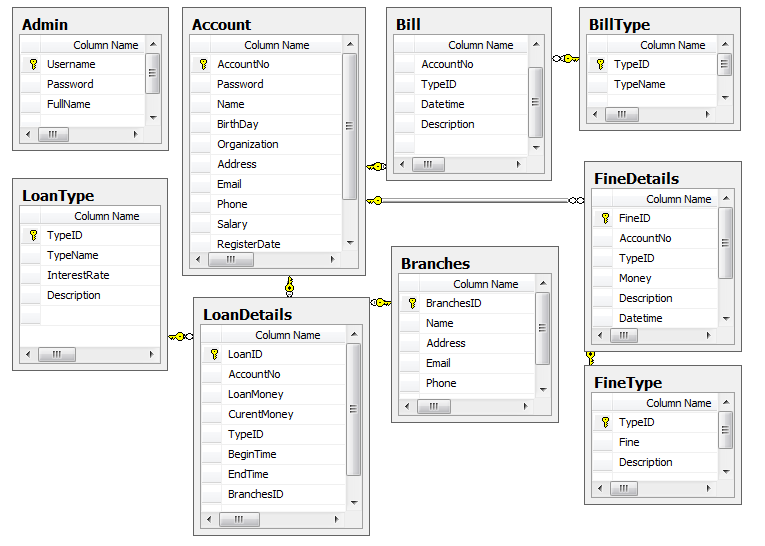 Admin
Column Name
Username
Password
FullName
Account
Column Name
AccountNo
Password
Name
BirthDay
Organization
Address
Email
Phone
Salary
RegisterDate
Bill
Column Name
AccountNo
TypeID
Datetime
Description
BillType
Column Name
TypeID
TypeName
LoanType
Column Name
TypeID
TypeName
InterestRate
Description
FineDetails
Column Name
FineID
AccountNo
TypeID
Money
Description
Datetime
Branches
Column Name
BranchesID
Name
Address
Email
Phone
LoanDetails
Column Name
LoanID
AccountNo
LoanMoney
CurentMoney
TypeID
BeginTime
EndTime
BranchesID
FineType
Column Name
TypeID
Fine
Description